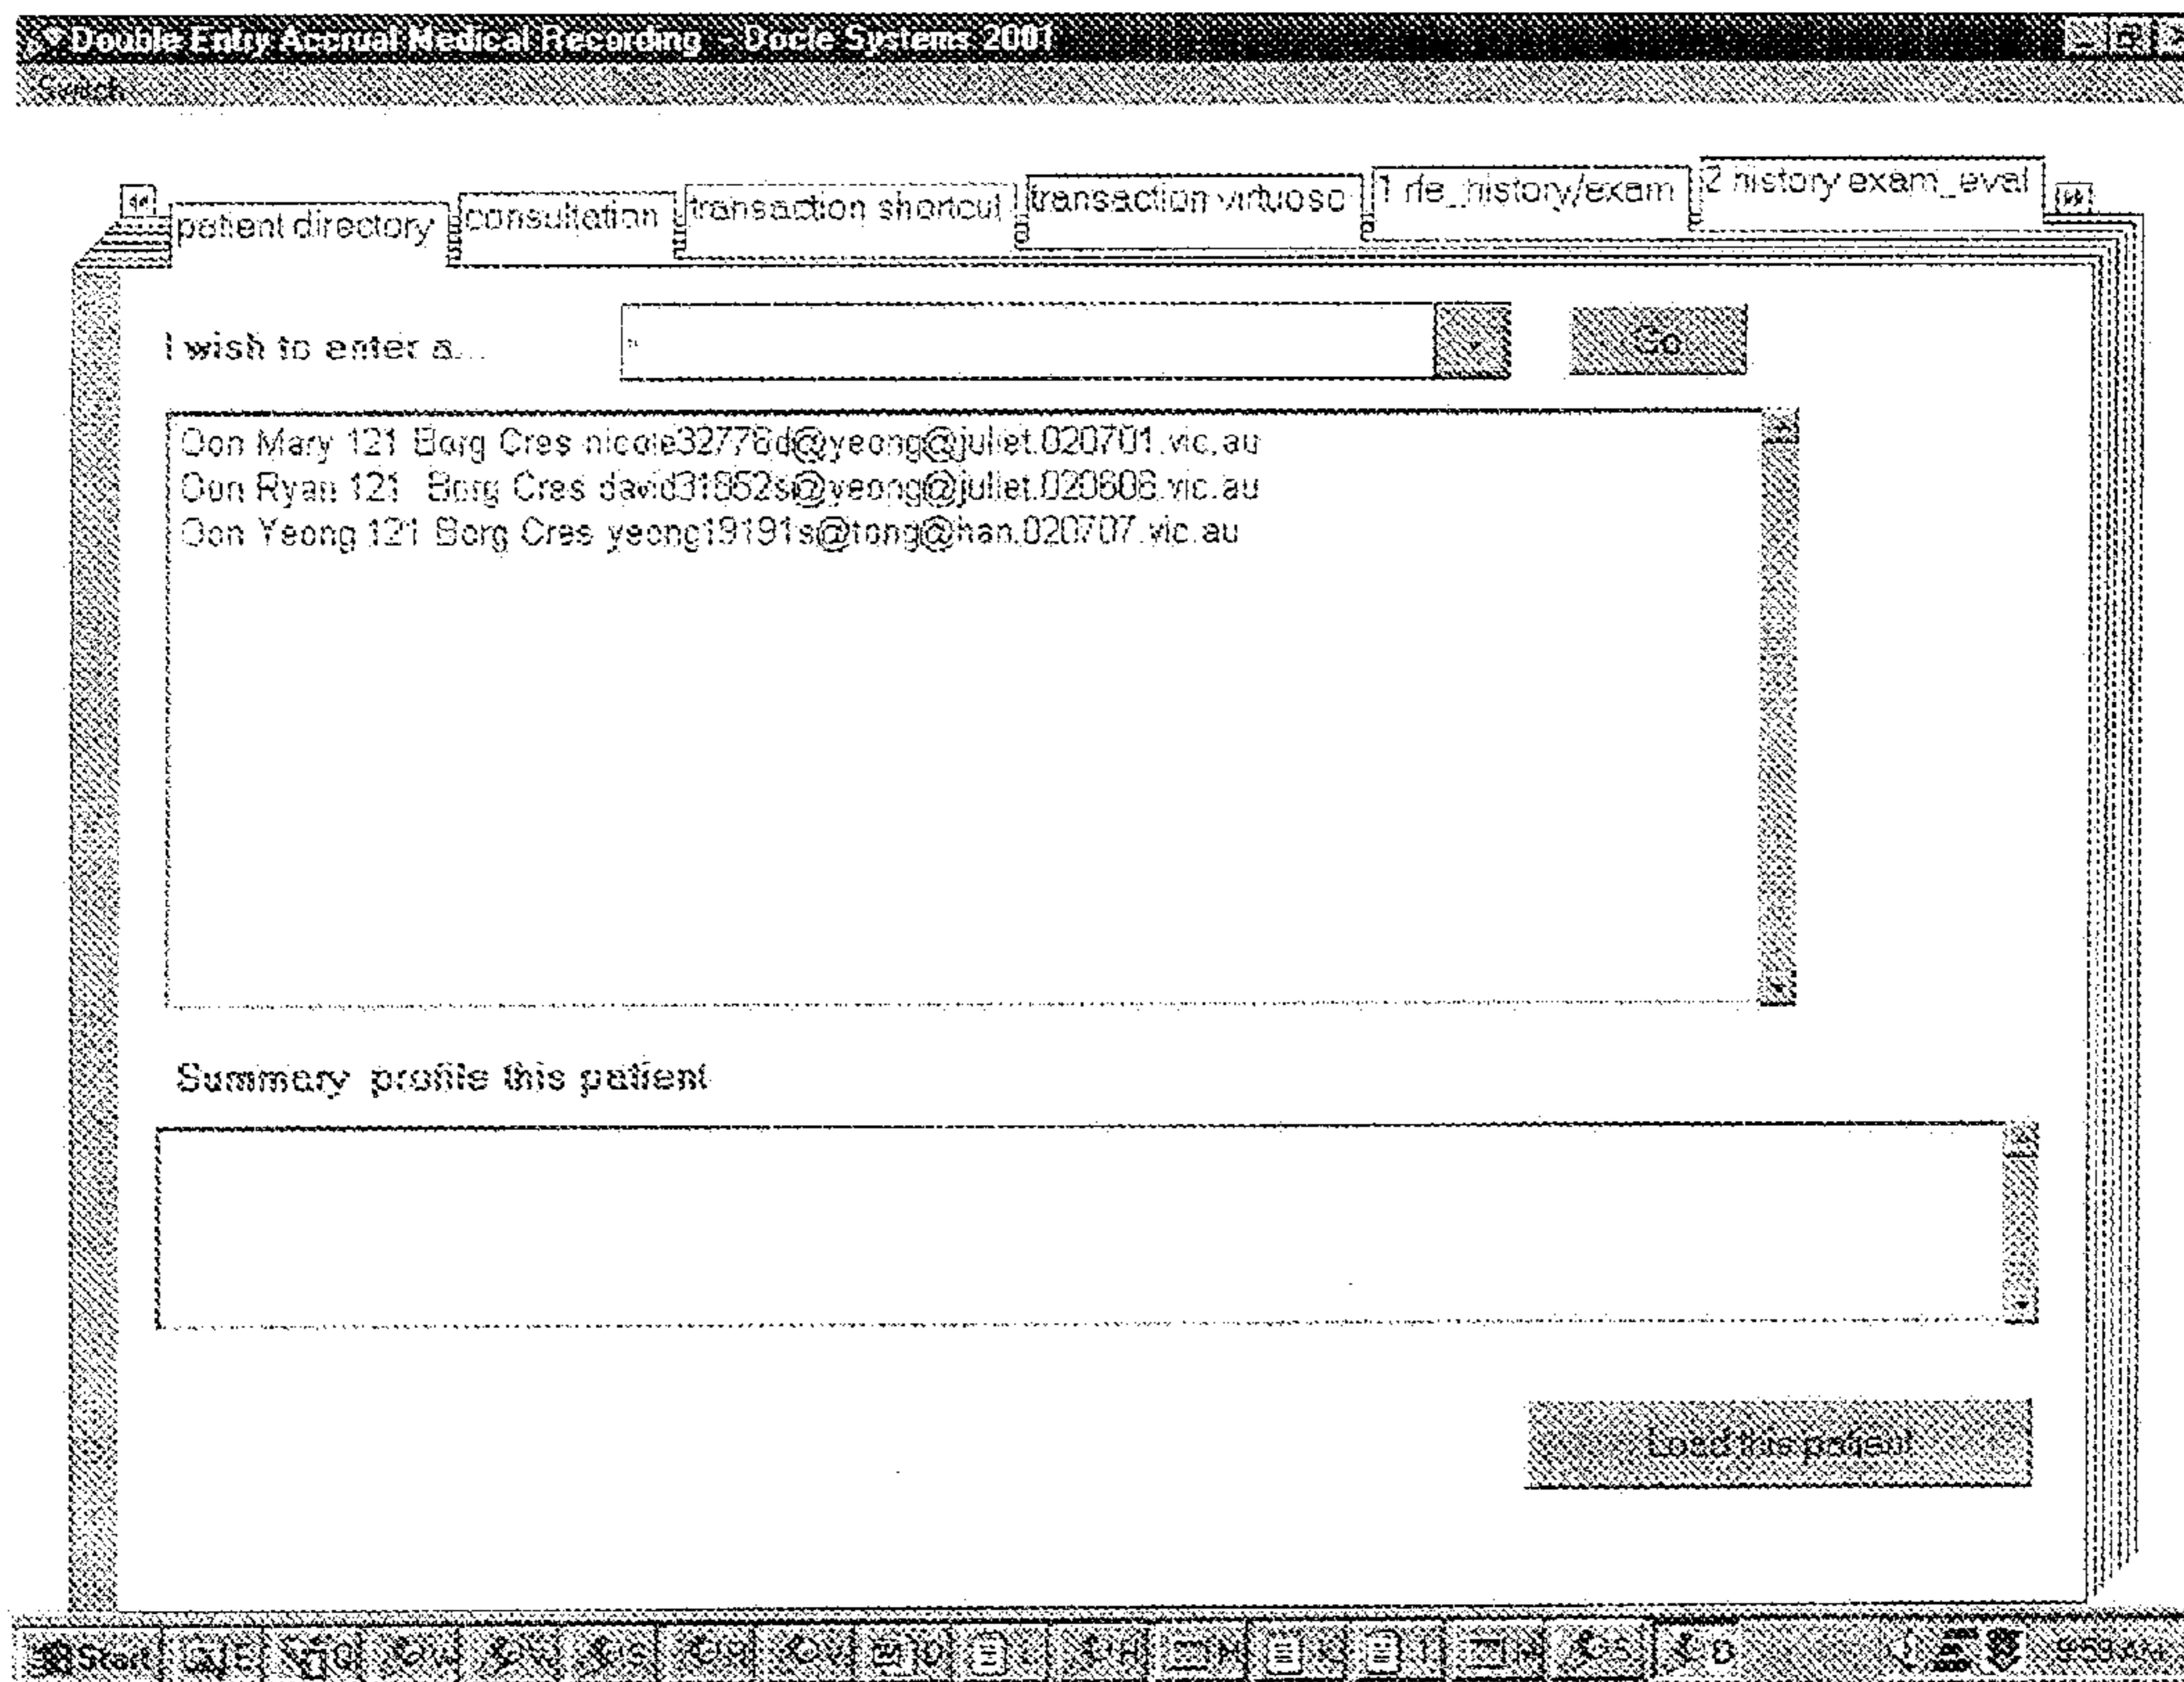 Double Entry Accrual Medical Recording - Docle Systems 2001
patient directory
consultation
transaction shortcut
transaction virtuoso
1 rfe_history/exam
2 history exam_eval
I wish to enter a...
Go
Oon Mary 121 Borg Cres nicole32778d@yeong@juliet.020701.vic.au
Oon Ryan 121 Borg Cres david31852s@yeong@juliet.020608.vic.au
Oon Yeong 121 Borg Cres yeong19191s@tong@han.020707.vic.au
Summary profile this patient
Load this patient
Start